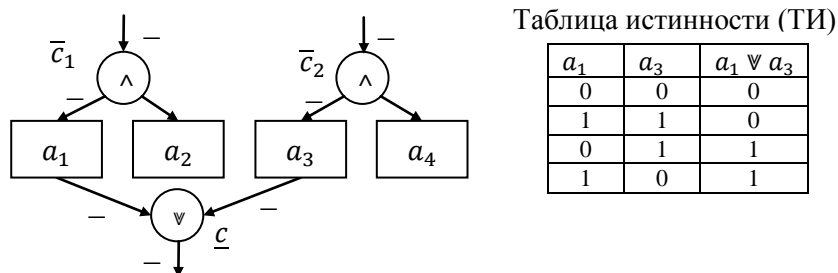 Таблица истинности (ТИ)
c̅₁ − c̅₂ −
∧ ∧
− −
a₁ a₂ a₃ a₄
− ⩛ −
− c̲
a₁ a₃ a₁ ⩛ a₃
0 0 0
1 1 0
0 1 1
1 0 1